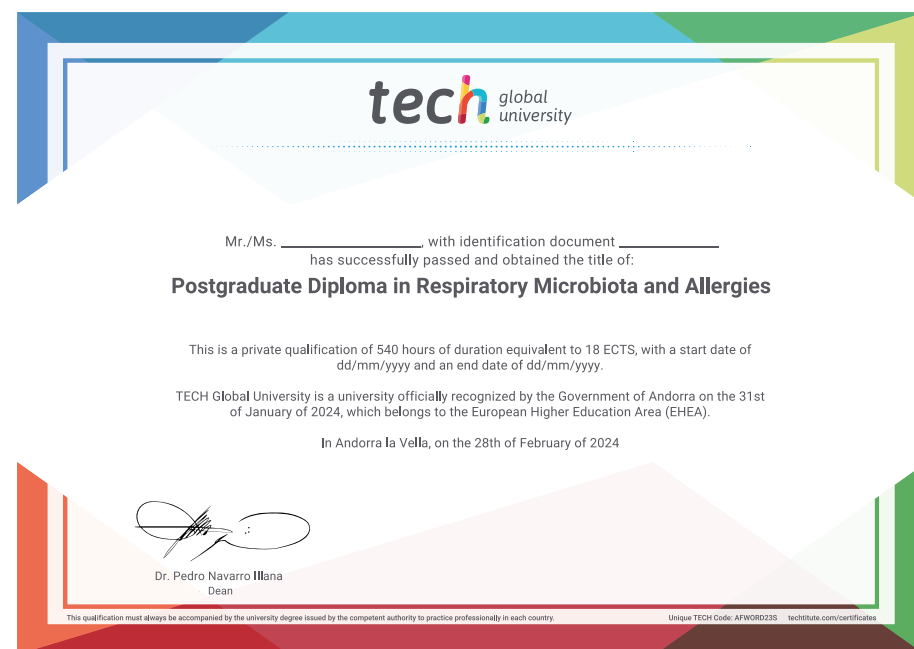 tech global university
Mr./Ms. ____________________, with identification document ______________
has successfully passed and obtained the title of:
Postgraduate Diploma in Respiratory Microbiota and Allergies
This is a private qualification of 540 hours of duration equivalent to 18 ECTS, with a start date of
dd/mm/yyyy and an end date of dd/mm/yyyy.
TECH Global University is a university officially recognized by the Government of Andorra on the 31st
of January of 2024, which belongs to the European Higher Education Area (EHEA).
In Andorra la Vella, on the 28th of February of 2024
Dr. Pedro Navarro Illana
Dean
This qualification must always be accompanied by the university degree issued by the competent authority to practice professionally in each country.
Unique TECH Code: AFWORD23S techtitute.com/certificates